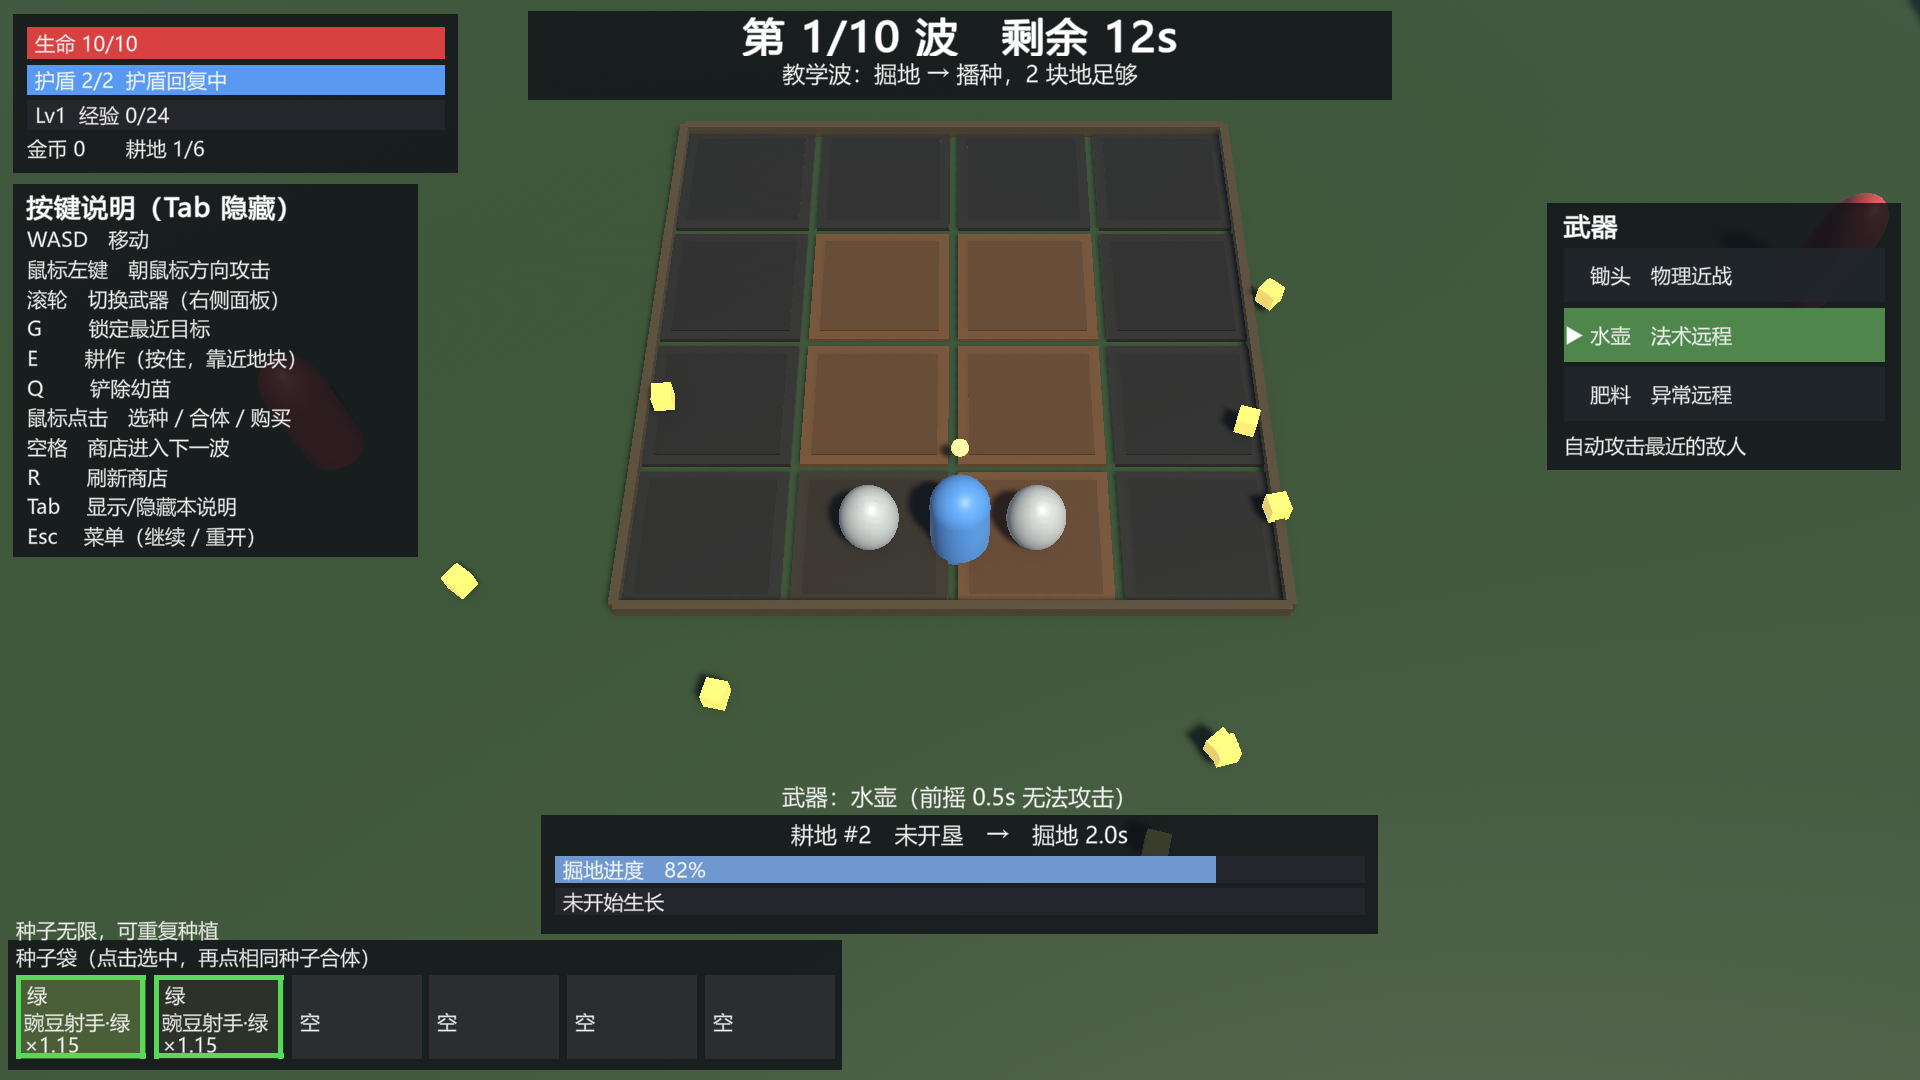 生命 10/10
护盾 2/2 护盾回复中
Lv1 经验 0/24
金币 0 耕地 1/6
第 1/10 波 剩余 12s
教学波：掘地 → 播种，2 块地足够
按键说明（Tab 隐藏）
WASD 移动
鼠标左键 朝鼠标方向攻击
滚轮 切换武器（右侧面板）
G 锁定最近目标
E 耕作（按住，靠近地块）
Q 铲除幼苗
鼠标点击 选种 / 合体 / 购买
空格 商店进入下一波
R 刷新商店
Tab 显示/隐藏本说明
Esc 菜单（继续 / 重开）
武器
锄头 物理近战
▶ 水壶 法术远程
肥料 异常远程
自动攻击最近的敌人
武器：水壶（前摇 0.5s 无法攻击）
耕地 #2 未开垦 → 掘地 2.0s
掘地进度 82%
未开始生长
种子无限，可重复种植
种子袋（点击选中，再点相同种子合体）
绿
豌豆射手·绿
×1.15
绿
豌豆射手·绿
×1.15
空
空
空
空